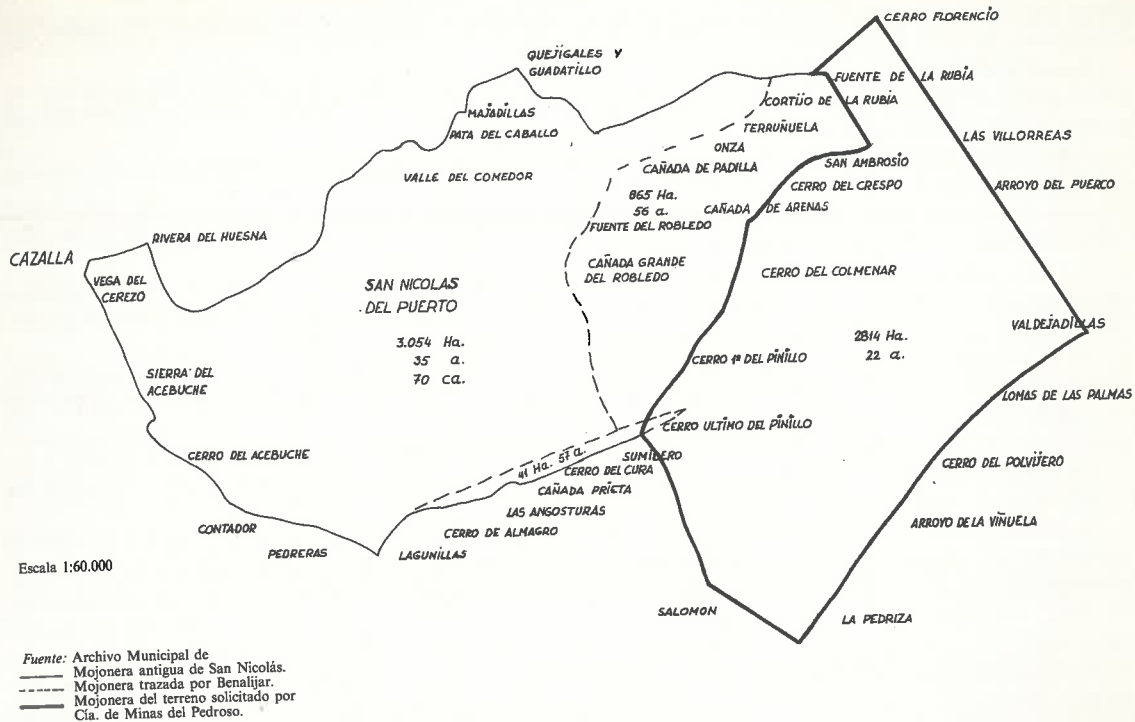 CERRO FLORENCIO
QUEJIGALES Y
GUADATILLO
FUENTE DE LA RUBIA
MAJADILLAS
CORTIJO DE LA RUBIA
PATA DEL CABALLO
TERRUÑUELA
LAS VILLORREAS
ONZA
SAN AMBROSIO
CAÑADA DE PADILLA
VALLE DEL COMEDOR
CERRO DEL CRESPO
ARROYO DEL PUERCO
865 Ha.
56 a.
CAÑADA DE ARENAS
FUENTE DEL ROBLEDO
RIVERA DEL HUESNA
CAZALLA
VEGA DEL
CEREZO
CAÑADA GRANDE
DEL ROBLEDO
CERRO DEL COLMENAR
SAN NICOLAS
DEL PUERTO
VALDEJADILLAS
3.054 Ha.
35 a.
70 ca.
2814 Ha.
22 a.
CERRO 1º DEL PINILLO
SIERRA DEL
ACEBUCHE
LOMAS DE LAS PALMAS
CERRO ULTIMO DEL PINILLO
41 Ha. 57 a.
SUMIDERO
CERRO DEL ACEBUCHE
CERRO DEL CURA
CERRO DEL POLVIJERO
CAÑADA PRIETA
LAS ANGOSTURAS
CONTADOR
CERRO DE ALMAGRO
ARROYO DE LA VIÑUELA
PEDRERAS
LAGUNILLAS
Escala 1:60.000
SALOMON
LA PEDRIZA
Fuente: Archivo Municipal de
Mojonera antigua de San Nicolás.
Mojonera trazada por Benalijar.
Mojonera del terreno solicitado por
Cía. de Minas del Pedroso.